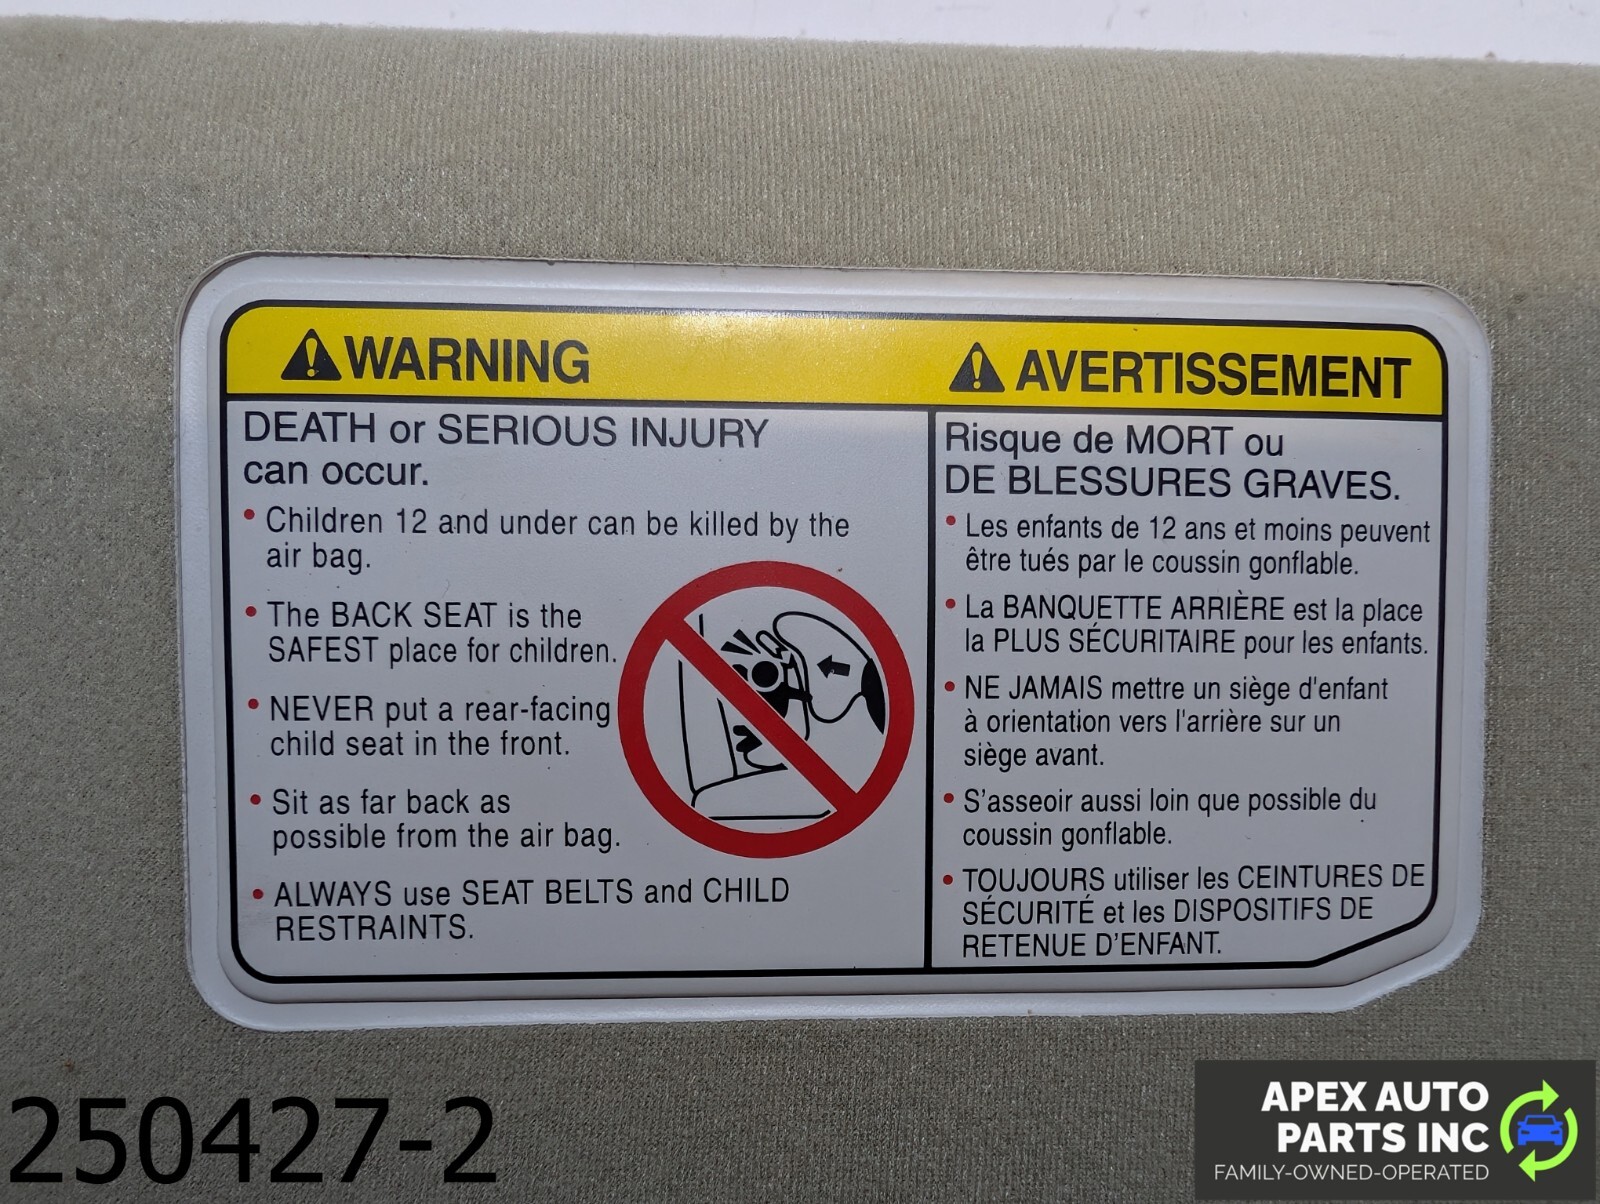 WARNING
DEATH or SERIOUS INJURY
can occur.
• Children 12 and under can be killed by the
air bag.
• The BACK SEAT is the
SAFEST place for children.
• NEVER put a rear-facing
child seat in the front.
• Sit as far back as
possible from the air bag.
• ALWAYS use SEAT BELTS and CHILD
RESTRAINTS.
AVERTISSEMENT
Risque de MORT ou
DE BLESSURES GRAVES.
• Les enfants de 12 ans et moins peuvent
être tués par le coussin gonflable.
• La BANQUETTE ARRIÈRE est la place
la PLUS SÉCURITAIRE pour les enfants.
• NE JAMAIS mettre un siège d'enfant
à orientation vers l'arrière sur un
siège avant.
• S'asseoir aussi loin que possible du
coussin gonflable.
• TOUJOURS utiliser les CEINTURES DE
SÉCURITÉ et les DISPOSITIFS DE
RETENUE D'ENFANT.
250427-2
APEX AUTO
PARTS INC
FAMILY-OWNED-OPERATED